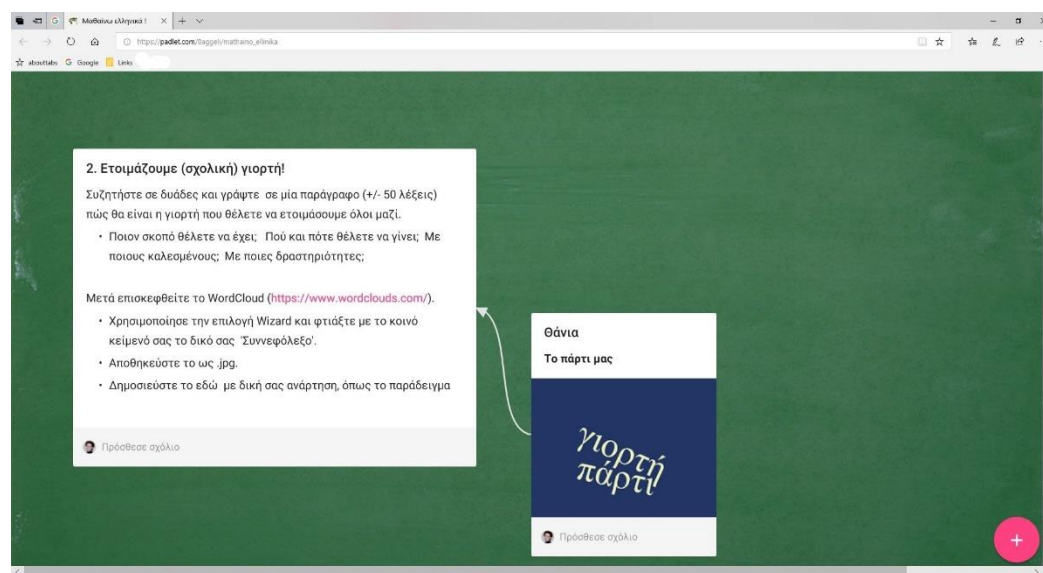 Μαθαίνω ελληνικά !
https://padlet.com/8aggeli/mathaino_ellinika
abouttabs Google Links
2. Ετοιμάζουμε (σχολική) γιορτή!
Συζητήστε σε δυάδες και γράψτε σε μία παράγραφο (+/- 50 λέξεις)
πώς θα είναι η γιορτή που θέλετε να ετοιμάσουμε όλοι μαζί.
• Ποιον σκοπό θέλετε να έχει; Πού και πότε θέλετε να γίνει; Με
ποιους καλεσμένους; Με ποιες δραστηριότητες;
Μετά επισκεφθείτε το WordCloud (https://www.wordclouds.com/).
• Χρησιμοποίησε την επιλογή Wizard και φτιάξτε με το κοινό
κείμενό σας το δικό σας 'Συννεφόλεξο'.
• Αποθηκεύστε το ως .jpg.
• Δημοσιεύστε το εδώ με δική σας ανάρτηση, όπως το παράδειγμα
Πρόσθεσε σχόλιο
Θάνια
Το πάρτι μας
γιορτή
πάρτι
Πρόσθεσε σχόλιο